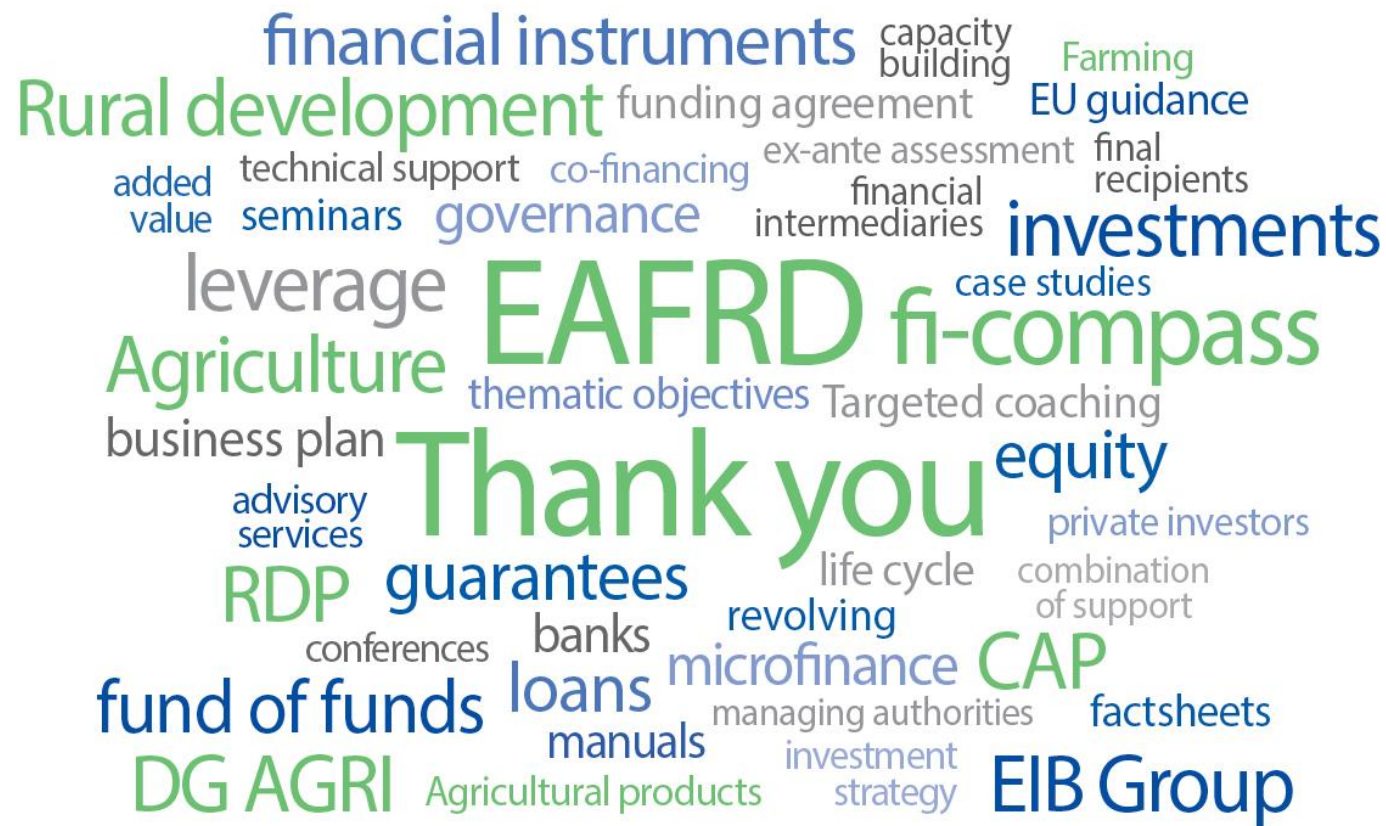 financial instruments
capacity
building
Farming
Rural development
funding agreement
EU guidance
added
value
technical support
co-financing
ex-ante assessment
final
recipients
seminars
governance
financial
intermediaries
investments
leverage
EAFRD
case studies
fi-compass
Agriculture
thematic objectives
Targeted coaching
business plan
Thank you
equity
advisory
services
private investors
RDP
guarantees
life cycle
combination
of support
revolving
conferences
banks
microfinance
CAP
fund of funds
loans
managing authorities
factsheets
manuals
investment
strategy
DG AGRI
Agricultural products
EIB Group